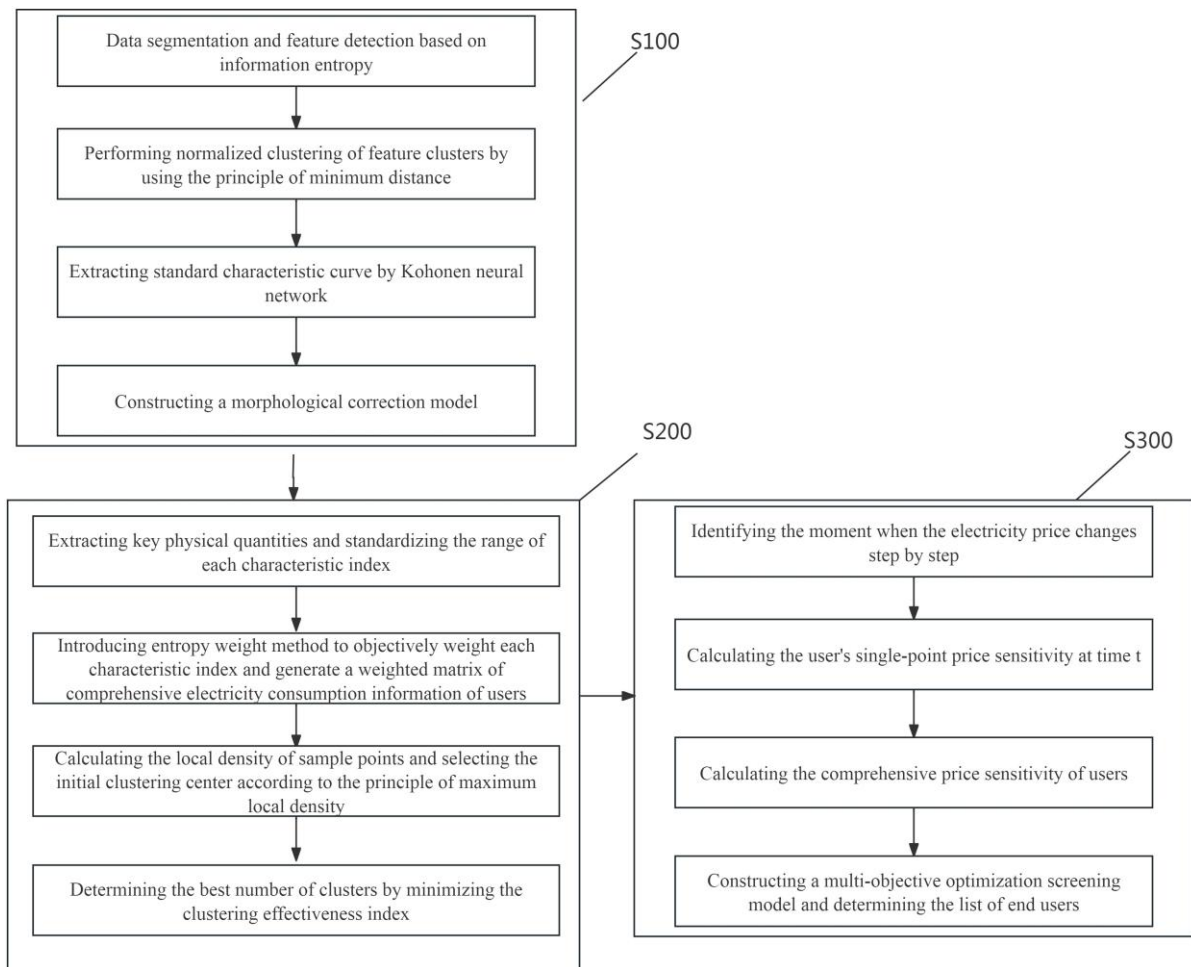 Data segmentation and feature detection based on
information entropy
S100
Performing normalized clustering of feature clusters by
using the principle of minimum distance
Extracting standard characteristic curve by Kohonen neural
network
Constructing a morphological correction model
S200
Extracting key physical quantities and standardizing the range of
each characteristic index
Introducing entropy weight method to objectively weight each
characteristic index and generate a weighted matrix of
comprehensive electricity consumption information of users
Calculating the local density of sample points and selecting the
initial clustering center according to the principle of maximum
local density
Determining the best number of clusters by minimizing the
clustering effectiveness index
S300
Identifying the moment when the electricity price changes
step by step
Calculating the user's single-point price sensitivity at time t
Calculating the comprehensive price sensitivity of users
Constructing a multi-objective optimization screening
model and determining the list of end users